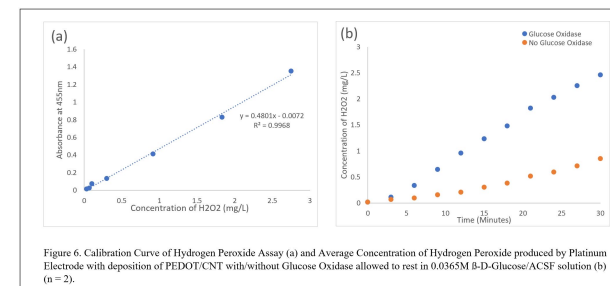 (a)
1.6
1.4
1.2
1
0.8
0.6
0.4
0.2
0
Absorbance at 455nm
y = 0.4801x - 0.0072
R² = 0.9968
0 0.5 1 1.5 2 2.5 3
Concentration of H2O2 (mg/L)
(b)
Glucose Oxidase
No Glucose Oxidase
3
2.5
2
1.5
1
0.5
0
Concentration of H2O2 (mg/L)
0 5 10 15 20 25 30
Time (Minutes)
Figure 6. Calibration Curve of Hydrogen Peroxide Assay (a) and Average Concentration of Hydrogen Peroxide produced by Platinum
Electrode with deposition of PEDOT/CNT with/without Glucose Oxidase allowed to rest in 0.0365M ß-D-Glucose/ACSF solution (b)
(n = 2).